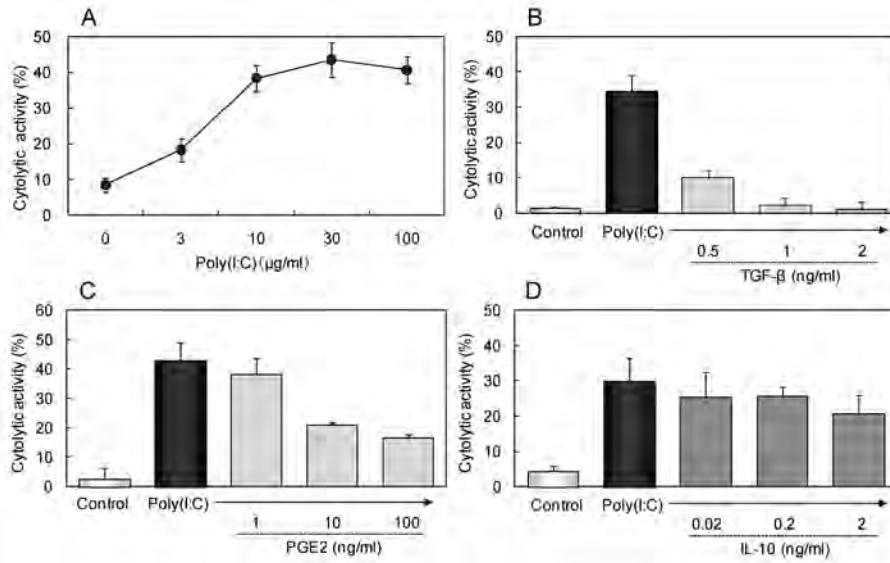 A
Cytolytic activity (%)
50
40
30
20
10
0
0 3 10 30 100
Poly(I:C)(μg/ml)
B
Cytolytic activity (%)
50
40
30
20
10
0
Control Poly(I:C)
0.5 1 2
TGF-β (ng/ml)
C
Cytolytic activity (%)
60
50
40
30
20
10
0
Control Poly(I:C)
1 10 100
PGE2 (ng/ml)
D
Cytolytic activity (%)
50
40
30
20
10
0
Control Poly(I:C)
0.02 0.2 2
IL-10 (ng/ml)